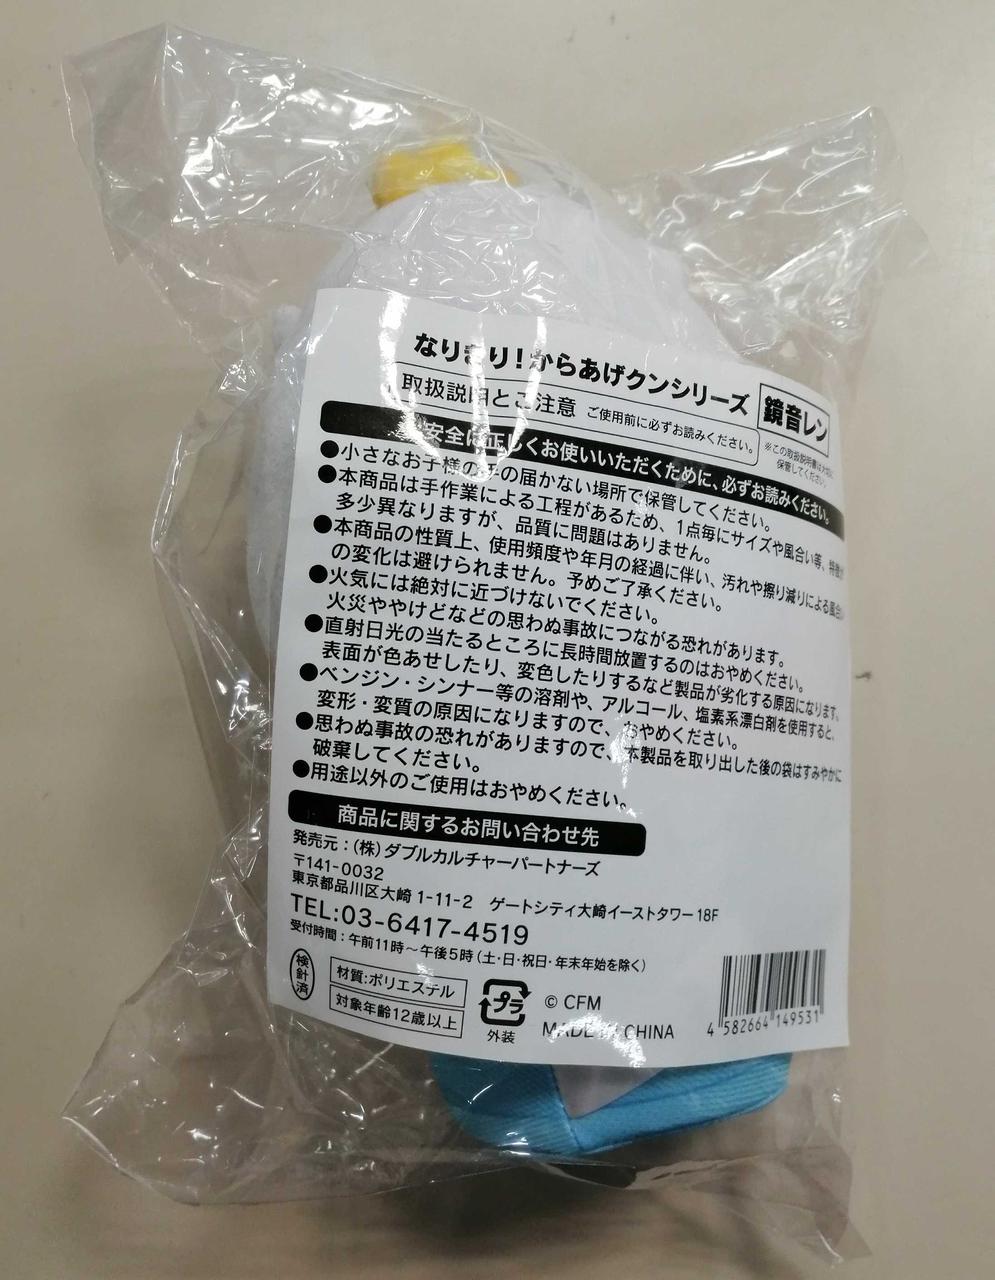 なりきり！からあげクンシリーズ 鏡音レン
取扱説明とご注意 ご使用前に必ずお読みください。
※この取扱説明書は大切に
保管してください。
安全に正しくお使いいただくために、必ずお読みください。
●小さなお子様の手の届かない場所で保管してください。
●本商品は手作業による工程があるため、1点毎にサイズや風合い等、特徴が
多少異なりますが、品質に問題はありません。
●本商品の性質上、使用頻度や年月の経過に伴い、汚れや擦り減りによる風合い
の変化は避けられません。予めご了承ください。
●火気には絶対に近づけないでください。
火災ややけどなどの思わぬ事故につながる恐れがあります。
●直射日光の当たるところに長時間放置するのはおやめください。
表面が色あせしたり、変色したりするなど製品が劣化する原因になります。
●ベンジン・シンナー等の溶剤や、アルコール、塩素系漂白剤を使用すると、
変形・変質の原因になりますので、おやめください。
●思わぬ事故の恐れがありますので、本製品を取り出した後の袋はすみやかに
破棄してください。
●用途以外のご使用はおやめください。
商品に関するお問い合わせ先
発売元：(株)ダブルカルチャーパートナーズ
〒141-0032
東京都品川区大崎 1-11-2 ゲートシティ大崎イーストタワー 18F
TEL:03-6417-4519
受付時間：午前11時～午後5時（土・日・祝日・年末年始を除く）
検針済
材質:ポリエステル
対象年齢12歳以上
プラ
外装
© CFM
MADE IN CHINA
4 582664 149531